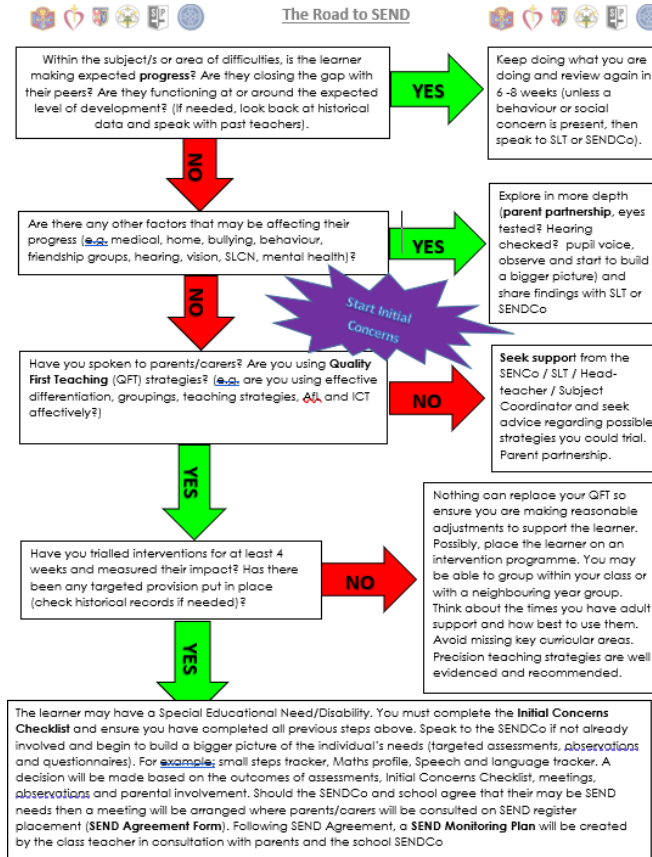 The Road to SEND
Within the subject/s or area of difficulties, is the learner
making expected progress? Are they closing the gap with
their peers? Are they functioning at or around the expected
level of development? (If needed, look back at historical
data and speak with past teachers).
YES
Keep doing what you are
doing and review again in
6 -8 weeks (unless a
behaviour or social
concern is present, then
speak to SLT or SENDCo).
NO
Are there any other factors that may be affecting their
progress (e.g. medical, home, bullying, behaviour,
friendship groups, hearing, vision, SLCN, mental health)?
YES
Explore in more depth
(parent partnership, eyes
tested? Hearing
checked? pupil voice,
observe and start to build
a bigger picture) and
share findings with SLT or
SENDCo
NO
Start Initial
Concerns
Have you spoken to parents/carers? Are you using Quality
First Teaching (QFT) strategies? (e.g. are you using effective
differentiation, groupings, teaching strategies, AfL and ICT
affectively?)
NO
Seek support from the
SENCo / SLT / Head-
teacher / Subject
Coordinator and seek
advice regarding possible
strategies you could trial.
Parent partnership.
YES
Have you trialled interventions for at least 4
weeks and measured their impact? Has there
been any targeted provision put in place
(check historical records if needed)?
NO
Nothing can replace your QFT so
ensure you are making reasonable
adjustments to support the learner.
Possibly, place the learner on an
intervention programme. You may
be able to group within your class or
with a neighbouring year group.
Think about the times you have adult
support and how best to use them.
Avoid missing key curricular areas.
Precision teaching strategies are well
evidenced and recommended.
YES
The learner may have a Special Educational Need/Disability. You must complete the Initial Concerns
Checklist and ensure you have completed all previous steps above. Speak to the SENDCo if not already
involved and begin to build a bigger picture of the individual's needs (targeted assessments, observations
and questionnaires). For example; small steps tracker, Maths profile, Speech and language tracker. A
decision will be made based on the outcomes of assessments, Initial Concerns Checklist, meetings,
observations and parental involvement. Should the SENDCo and school agree that their may be SEND
needs then a meeting will be arranged where parents/carers will be consulted on SEND register
placement (SEND Agreement Form). Following SEND Agreement, a SEND Monitoring Plan will be created
by the class teacher in consultation with parents and the school SENDCo